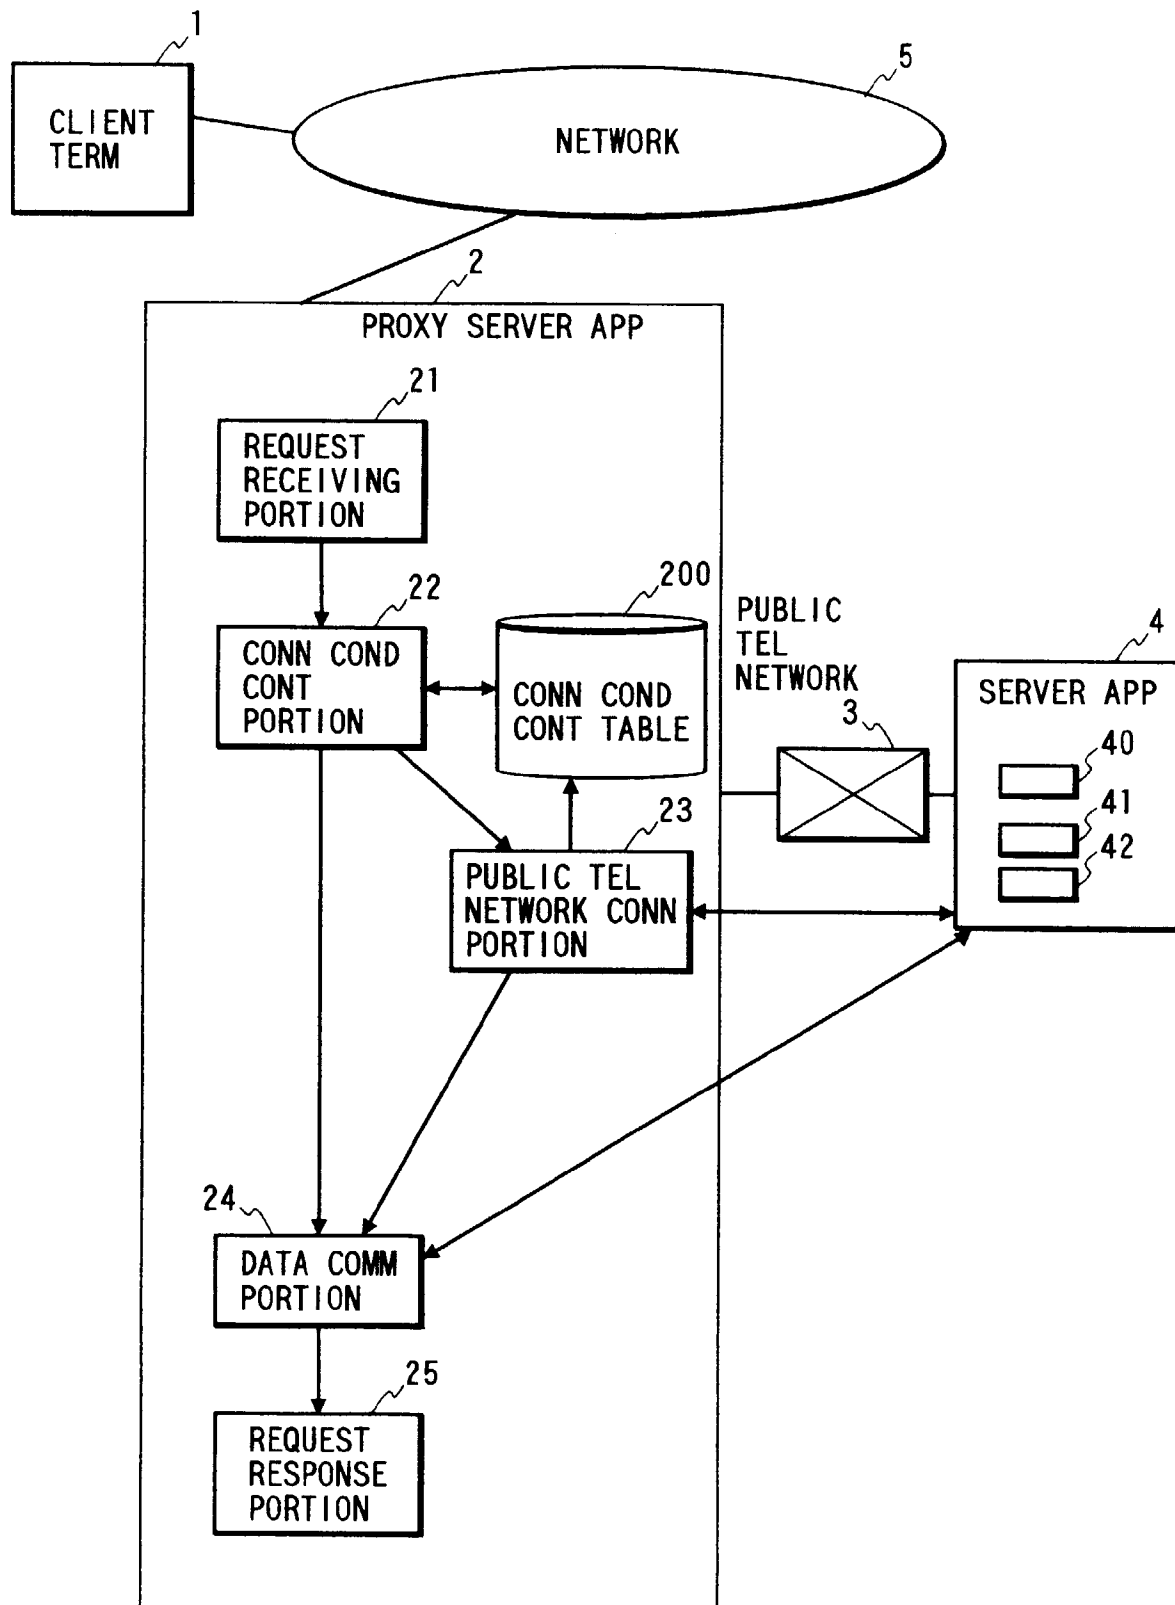 1
CLIENT
TERM
5
NETWORK
2
PROXY SERVER APP
21
REQUEST
RECEIVING
PORTION
22
CONN COND
CONT
PORTION
200
CONN COND
CONT TABLE
PUBLIC
TEL
NETWORK
3
4
SERVER APP
40
41
42
23
PUBLIC TEL
NETWORK CONN
PORTION
24
DATA COMM
PORTION
25
REQUEST
RESPONSE
PORTION